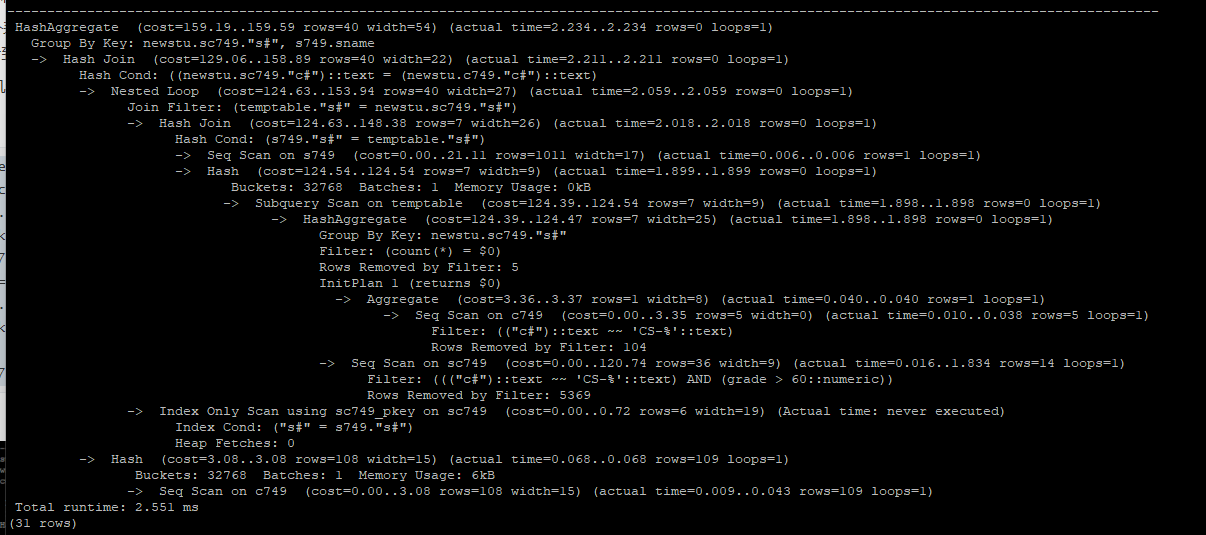 HashAggregate  (cost=159.19..159.59 rows=40 width=54) (actual time=2.234..2.234 rows=0 loops=1)
  Group By Key: newstu.sc749."s#", s749.sname
  ->  Hash Join  (cost=129.06..158.89 rows=40 width=22) (actual time=2.211..2.211 rows=0 loops=1)
        Hash Cond: ((newstu.sc749."c#")::text = (newstu.c749."c#")::text)
        ->  Nested Loop  (cost=124.63..153.94 rows=40 width=27) (actual time=2.059..2.059 rows=0 loops=1)
              Join Filter: (temptable."s#" = newstu.sc749."s#")
              ->  Hash Join  (cost=124.63..148.38 rows=7 width=26) (actual time=2.018..2.018 rows=0 loops=1)
                    Hash Cond: (s749."s#" = temptable."s#")
                    ->  Seq Scan on s749  (cost=0.00..21.11 rows=1011 width=17) (actual time=0.006..0.006 rows=1 loops=1)
                    ->  Hash  (cost=124.54..124.54 rows=7 width=9) (actual time=1.899..1.899 rows=0 loops=1)
                           Buckets: 32768  Batches: 1  Memory Usage: 0kB
                          ->  Subquery Scan on temptable  (cost=124.39..124.54 rows=7 width=9) (actual time=1.898..1.898 rows=0 loops=1)
                                ->  HashAggregate  (cost=124.39..124.47 rows=7 width=25) (actual time=1.898..1.898 rows=0 loops=1)
                                      Group By Key: newstu.sc749."s#"
                                      Filter: (count(*) = $0)
                                      Rows Removed by Filter: 5
                                      InitPlan 1 (returns $0)
                                        ->  Aggregate  (cost=3.36..3.37 rows=1 width=8) (actual time=0.040..0.040 rows=1 loops=1)
                                              ->  Seq Scan on c749  (cost=0.00..3.35 rows=5 width=0) (actual time=0.010..0.038 rows=5 loops=1)
                                                    Filter: (("c#")::text ~~ 'CS-%'::text)
                                                    Rows Removed by Filter: 104
                                      ->  Seq Scan on sc749  (cost=0.00..120.74 rows=36 width=9) (actual time=0.016..1.834 rows=14 loops=1)
                                            Filter: ((("c#")::text ~~ 'CS-%'::text) AND (grade > 60::numeric))
                                            Rows Removed by Filter: 5369
              ->  Index Only Scan using sc749_pkey on sc749  (cost=0.00..0.72 rows=6 width=19) (Actual time: never executed)
                    Index Cond: ("s#" = s749."s#")
                    Heap Fetches: 0
        ->  Hash  (cost=3.08..3.08 rows=108 width=15) (actual time=0.068..0.068 rows=109 loops=1)
               Buckets: 32768  Batches: 1  Memory Usage: 6kB
              ->  Seq Scan on c749  (cost=0.00..3.08 rows=108 width=15) (actual time=0.009..0.043 rows=109 loops=1)
Total runtime: 2.551 ms
(31 rows)